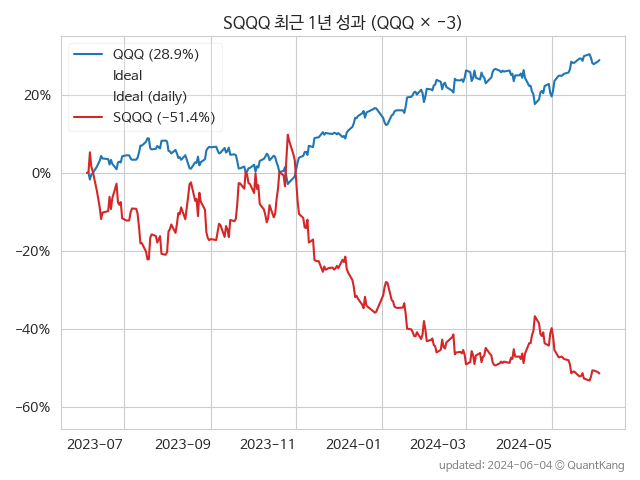 SQQQ 최근 1년 성과 (QQQ × −3)
QQQ (28.9%)
Ideal
Ideal (daily)
SQQQ (−51.4%)
20%
0%
−20%
−40%
−60%
2023-07
2023-09
2023-11
2024-01
2024-03
2024-05
updated: 2024-06-04 © QuantKang